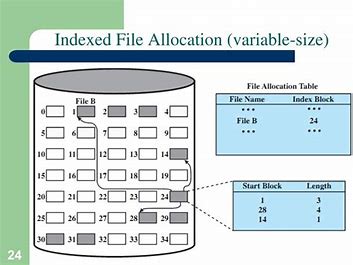 Indexed File Allocation (variable-size)
File B
0 1 2 3 4
5 6 7 8 9
10 11 12 13 14
15 16 17 18 19
20 21 22 23 24
25 26 27 28 29
30 31 32 33 34
File Allocation Table
File Name Index Block
• • • • • •
File B 24
• • • • • •
Start Block Length
1 3
28 4
14 1
24